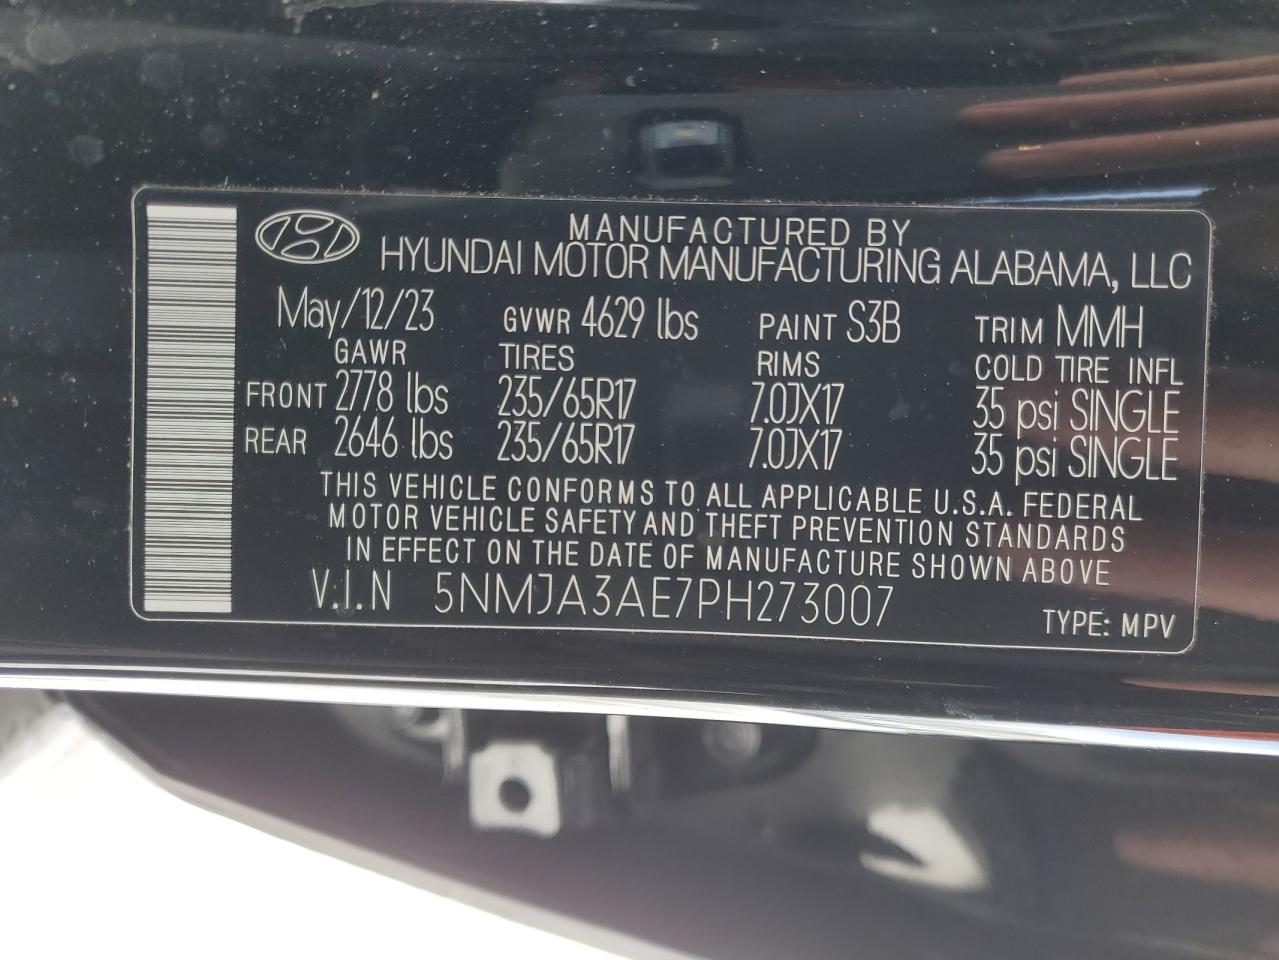 MANUFACTURED BY
HYUNDAI MOTOR MANUFACTURING ALABAMA, LLC
May/12/23 GVWR 4629 lbs PAINT S3B TRIM MMH
GAWR TIRES RIMS COLD TIRE INFL
FRONT 2778 lbs 235/65R17 7.0JX17 35 psi SINGLE
REAR 2646 lbs 235/65R17 7.0JX17 35 psi SINGLE
THIS VEHICLE CONFORMS TO ALL APPLICABLE U.S.A. FEDERAL
MOTOR VEHICLE SAFETY AND THEFT PREVENTION STANDARDS
IN EFFECT ON THE DATE OF MANUFACTURE SHOWN ABOVE
V.I.N 5NMJA3AE7PH273007
TYPE: MPV